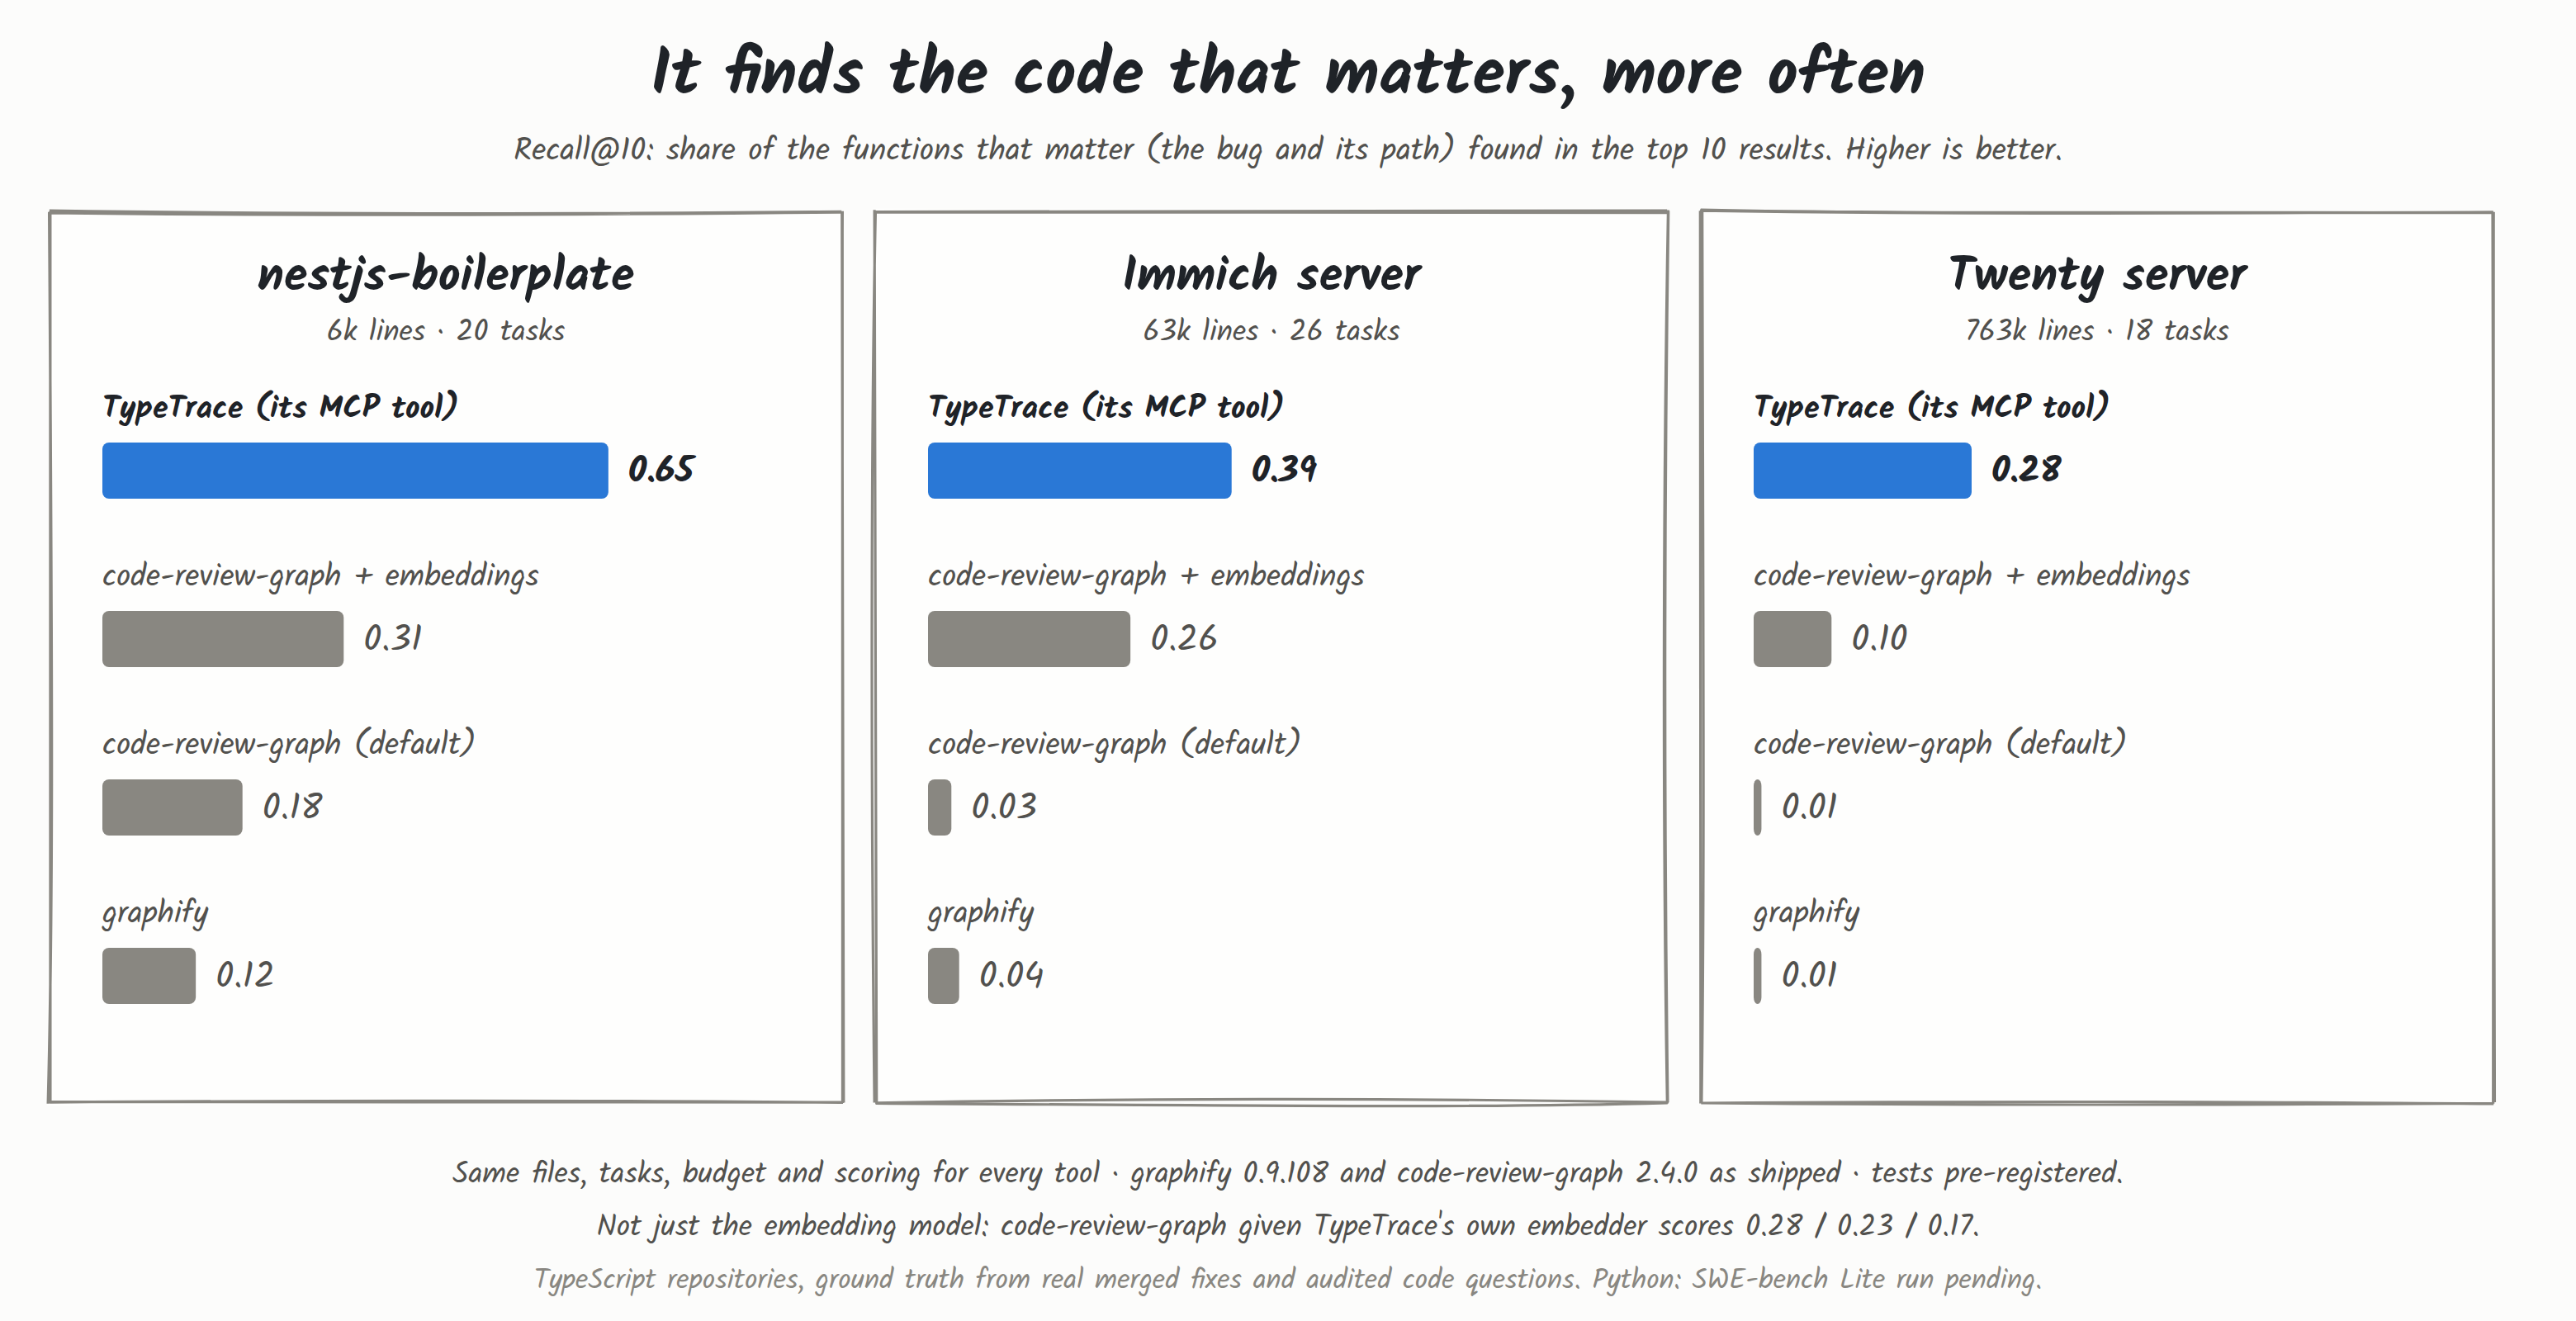 It finds the code that matters, more often
Recall@10: share of the functions that matter (the bug and its path) found in the top 10 results. Higher is better.
nestjs-boilerplate
6k lines · 20 tasks
TypeTrace (its MCP tool)
0.65
code-review-graph + embeddings
0.31
code-review-graph (default)
0.18
graphify
0.12
Immich server
63k lines · 26 tasks
TypeTrace (its MCP tool)
0.39
code-review-graph + embeddings
0.26
code-review-graph (default)
0.03
graphify
0.04
Twenty server
763k lines · 18 tasks
TypeTrace (its MCP tool)
0.28
code-review-graph + embeddings
0.10
code-review-graph (default)
0.01
graphify
0.01
Same files, tasks, budget and scoring for every tool · graphify 0.9.108 and code-review-graph 2.4.0 as shipped · tests pre-registered.
Not just the embedding model: code-review-graph given TypeTrace's own embedder scores 0.28 / 0.23 / 0.17.
TypeScript repositories, ground truth from real merged fixes and audited code questions. Python: SWE-bench Lite run pending.